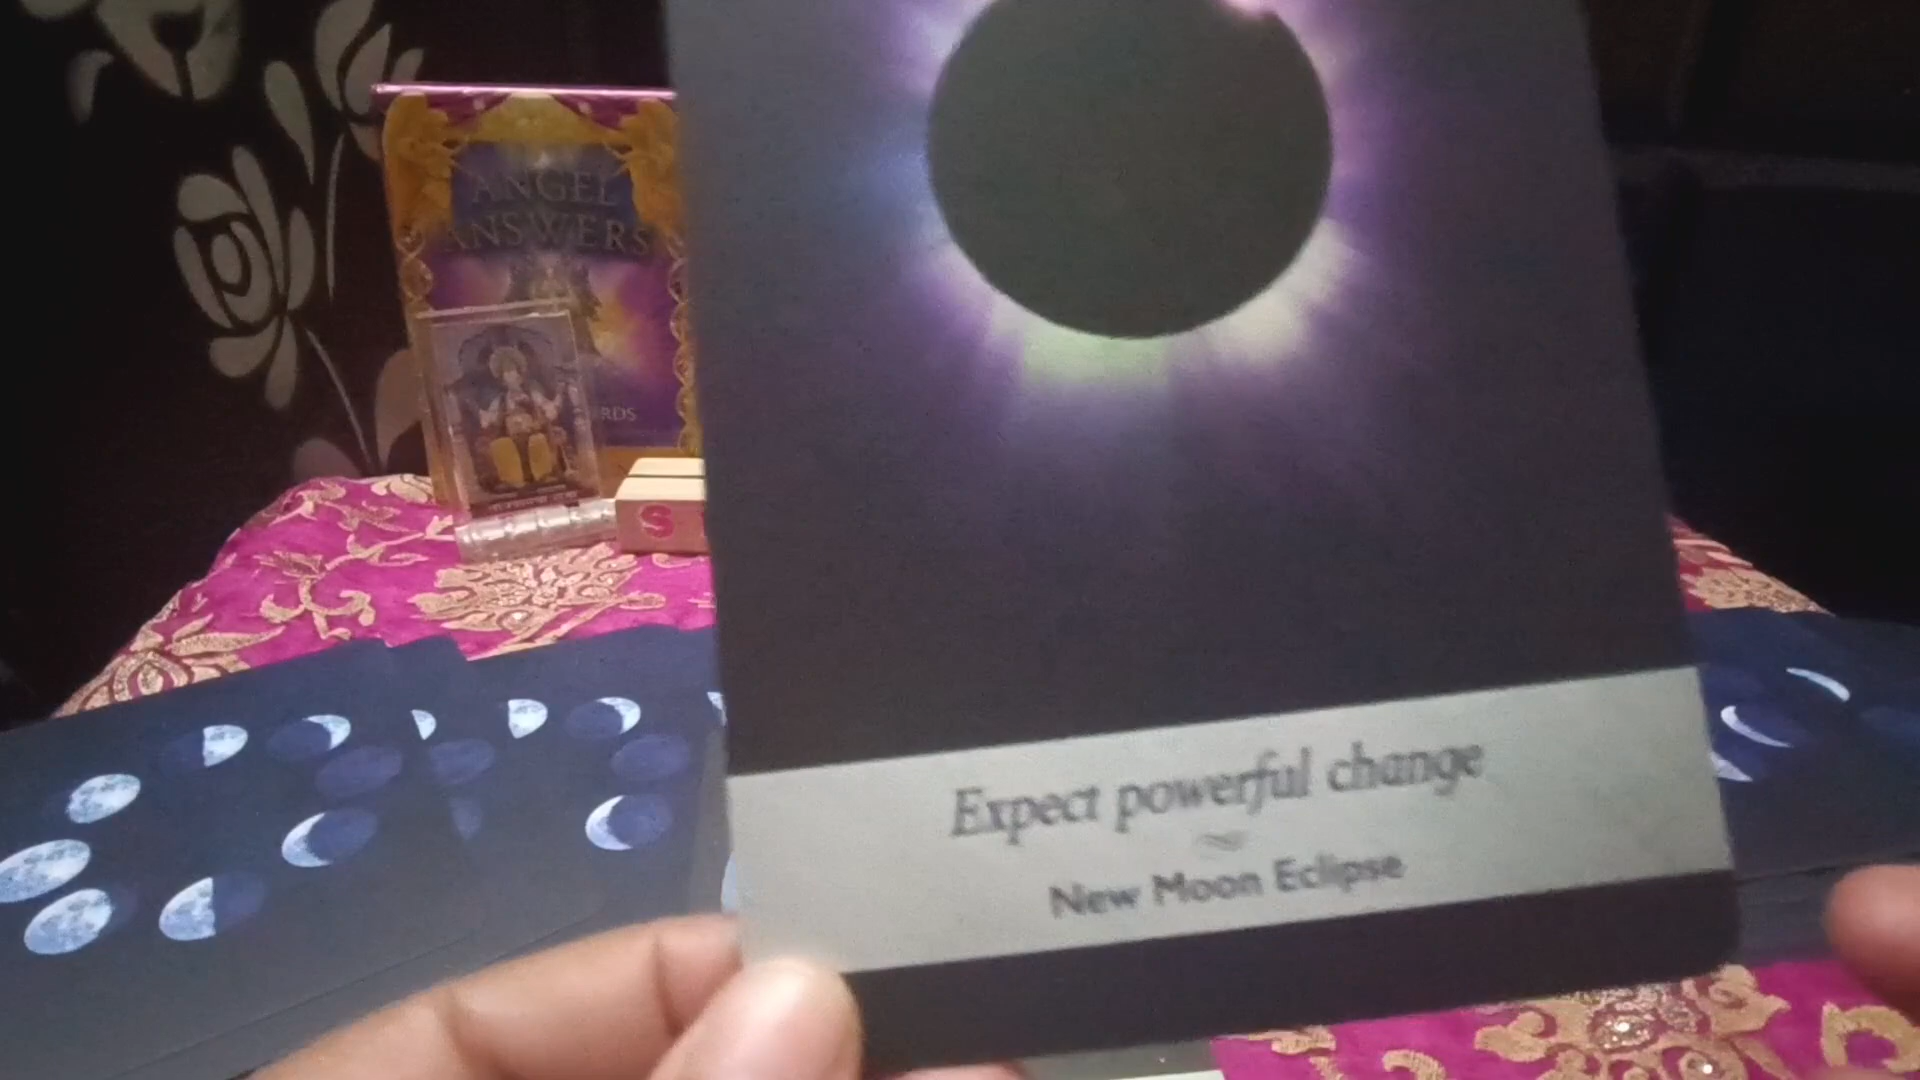 ANGEL
ANSWERS
RDS
S
Expect powerful change
New Moon Eclipse